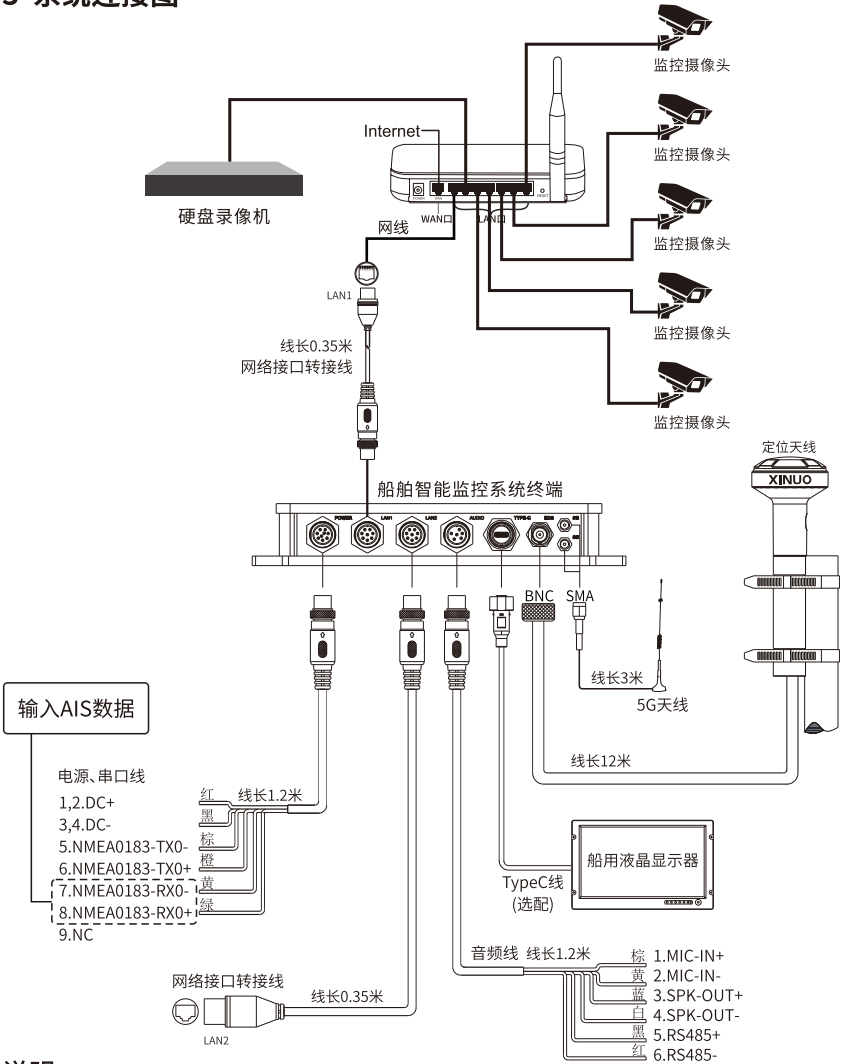 监控摄像头
Internet
监控摄像头
POWER
WAN
RESET
硬盘录像机
网线
WAN口
LAN口
监控摄像头
LAN1
监控摄像头
线长0.35米
网络接口转接线
监控摄像头
定位天线
XINUO
船舶智能监控系统终端
POWER
LAN1
LAN2
AUDIO
TYPE-C
BNC
SMA
线长3米
5G天线
输入AIS数据
线长12米
电源、串口线
1,2.DC+
红
线长1.2米
3,4.DC-
黑
5.NMEA0183-TX0-
棕
6.NMEA0183-TX0+
橙
7.NMEA0183-RX0-
黄
8.NMEA0183-RX0+
绿
9.NC
船用液晶显示器
TypeC线
(选配)
音频线 线长1.2米
棕 1.MIC-IN+
黄 2.MIC-IN-
蓝 3.SPK-OUT+
白 4.SPK-OUT-
黑 5.RS485+
红 6.RS485-
网络接口转接线
线长0.35米
LAN2